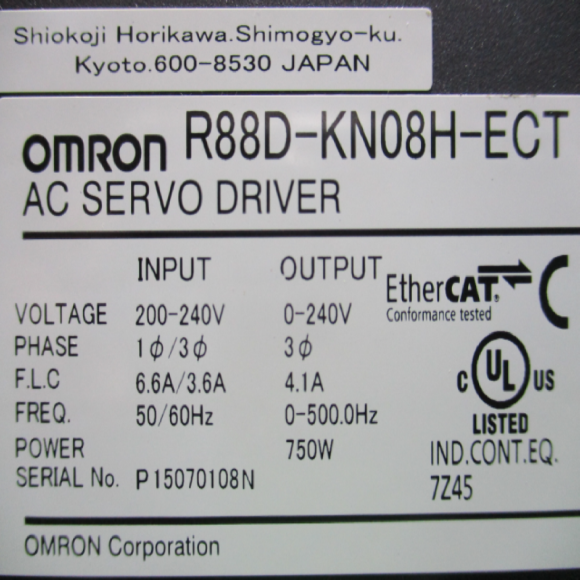 Shiokoji Horikawa.Shimogyo-ku.
Kyoto.600-8530 JAPAN
OMRON R88D-KN08H-ECT
AC SERVO DRIVER
INPUT OUTPUT
VOLTAGE 200-240V 0-240V
PHASE 1ϕ/3ϕ 3ϕ
F.L.C 6.6A/3.6A 4.1A
FREQ. 50/60Hz 0-500.0Hz
POWER 750W
SERIAL No. P15070108N
EtherCAT®
Conformance tested
C UL US
LISTED
IND.CONT.EQ.
7Z45
OMRON Corporation